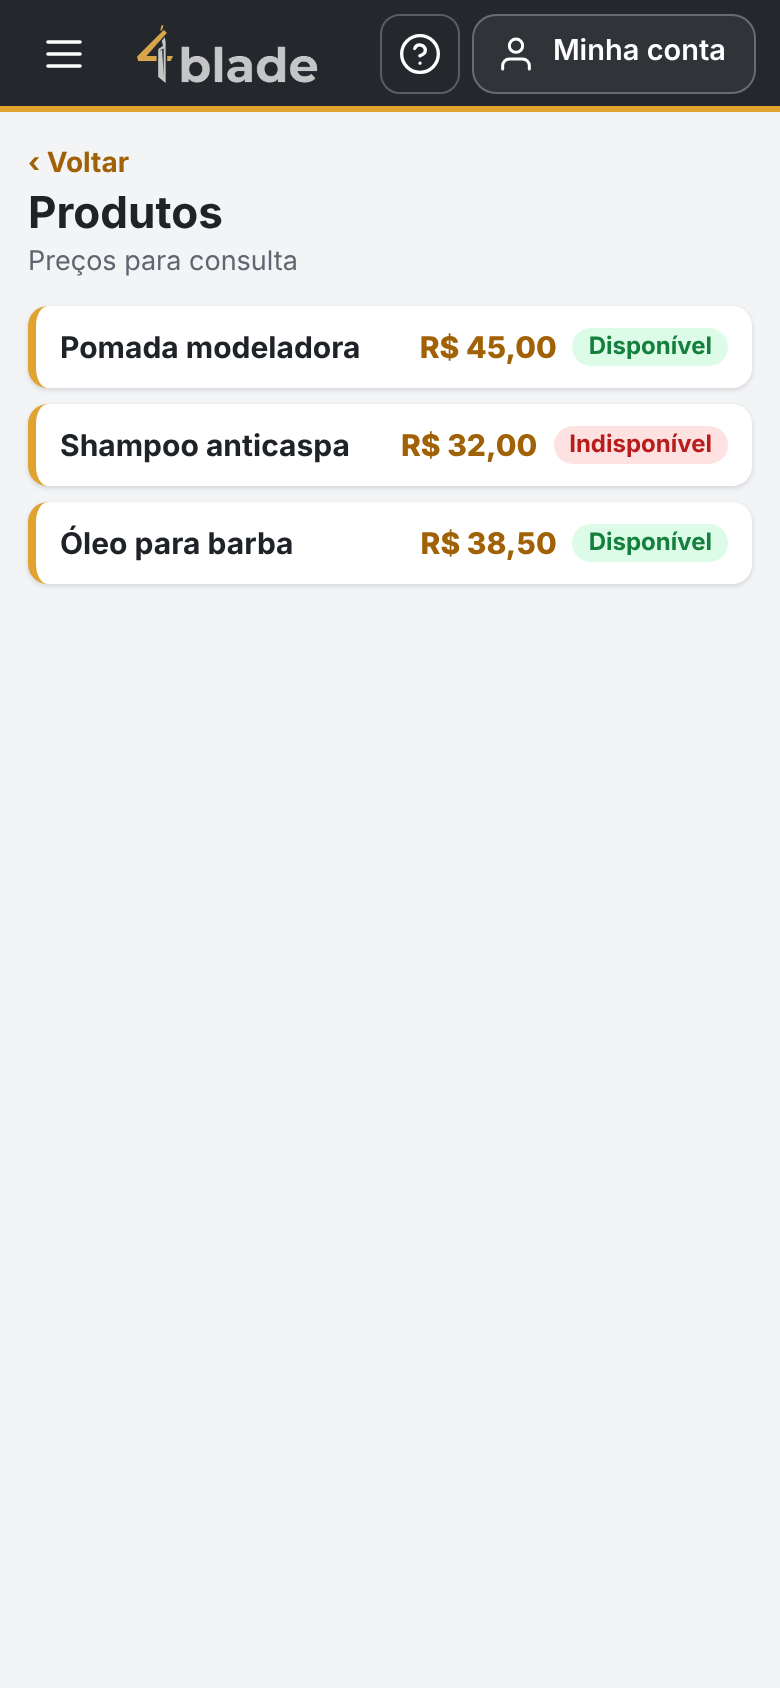 4blade
Minha conta
‹ Voltar
Produtos
Preços para consulta
Pomada modeladora R$ 45,00 Disponível
Shampoo anticaspa R$ 32,00 Indisponível
Óleo para barba R$ 38,50 Disponível